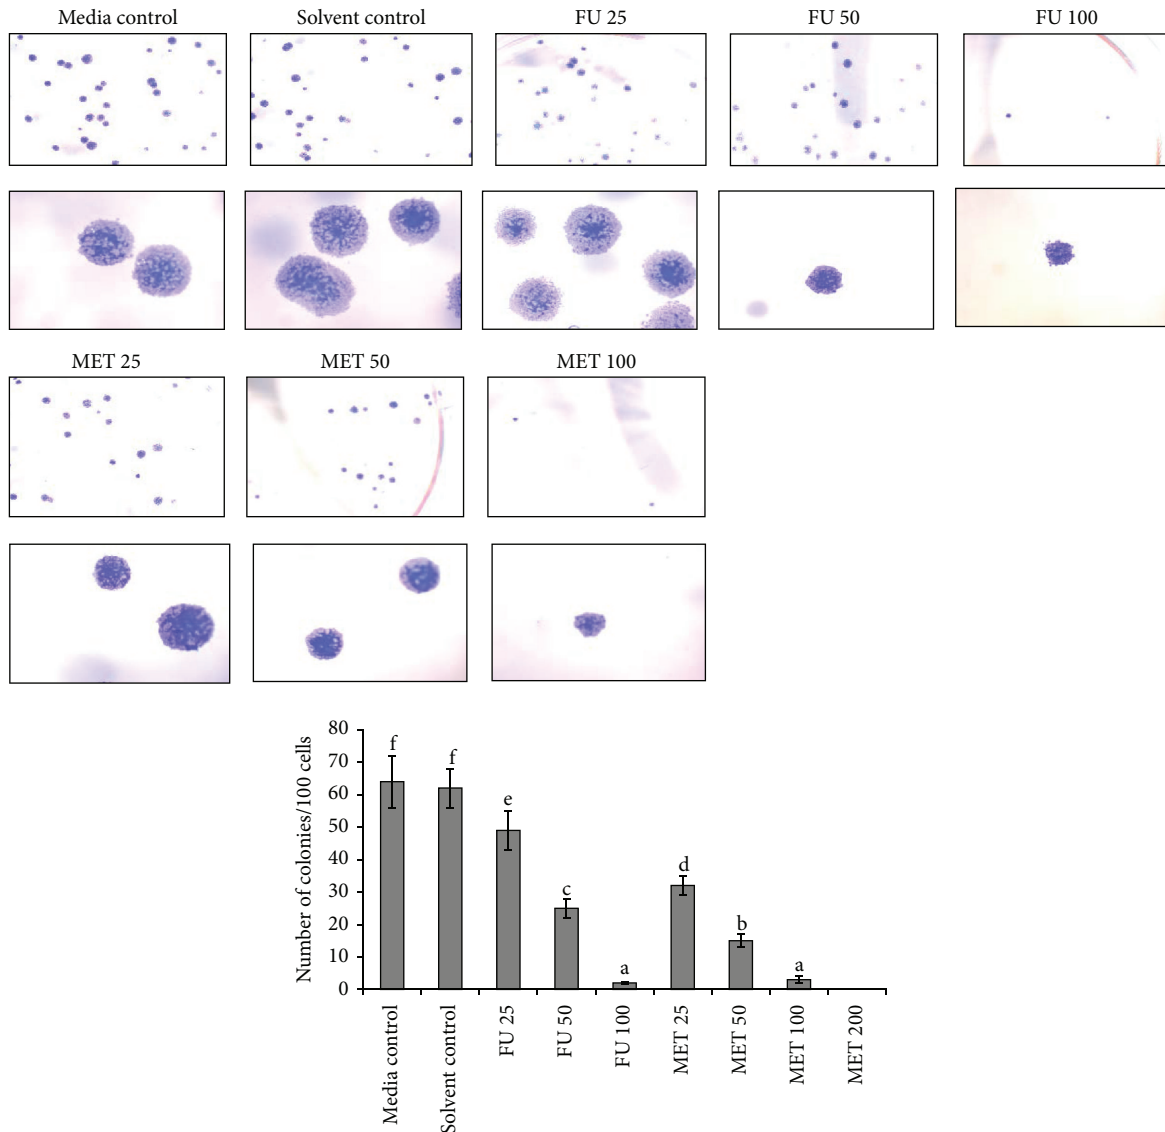 Media control
Solvent control
FU 25
FU 50
FU 100
MET 25
MET 50
MET 100
80
70
60
50
40
30
20
10
0
Number of colonies/100 cells
f
f
e
c
a
d
b
a
Media control
Solvent control
FU 25
FU 50
FU 100
MET 25
MET 50
MET 100
MET 200